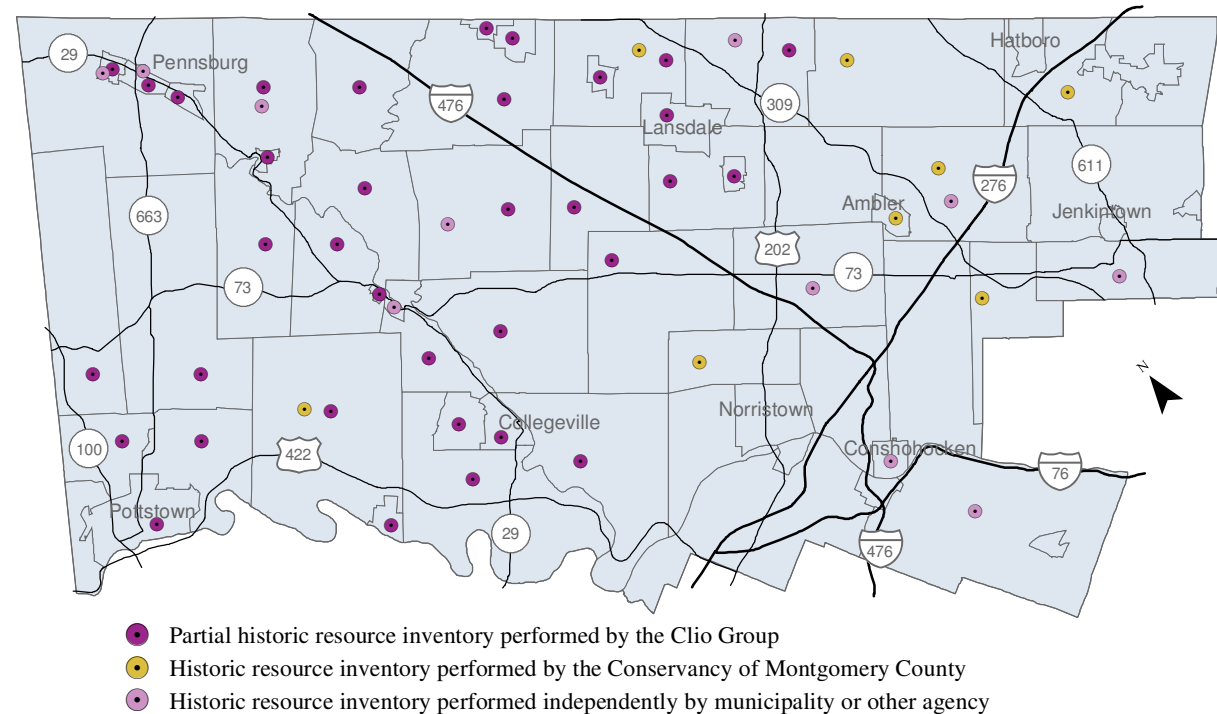 29
Pennsburg
Hatboro
476
309
Lansdale
611
276
663
Ambler
Jenkintown
202
73
73
N
Norristown
Collegeville
100
422
Conshohocken
76
Pottstown
29
476
Partial historic resource inventory performed by the Clio Group
Historic resource inventory performed by the Conservancy of Montgomery County
Historic resource inventory performed independently by municipality or other agency